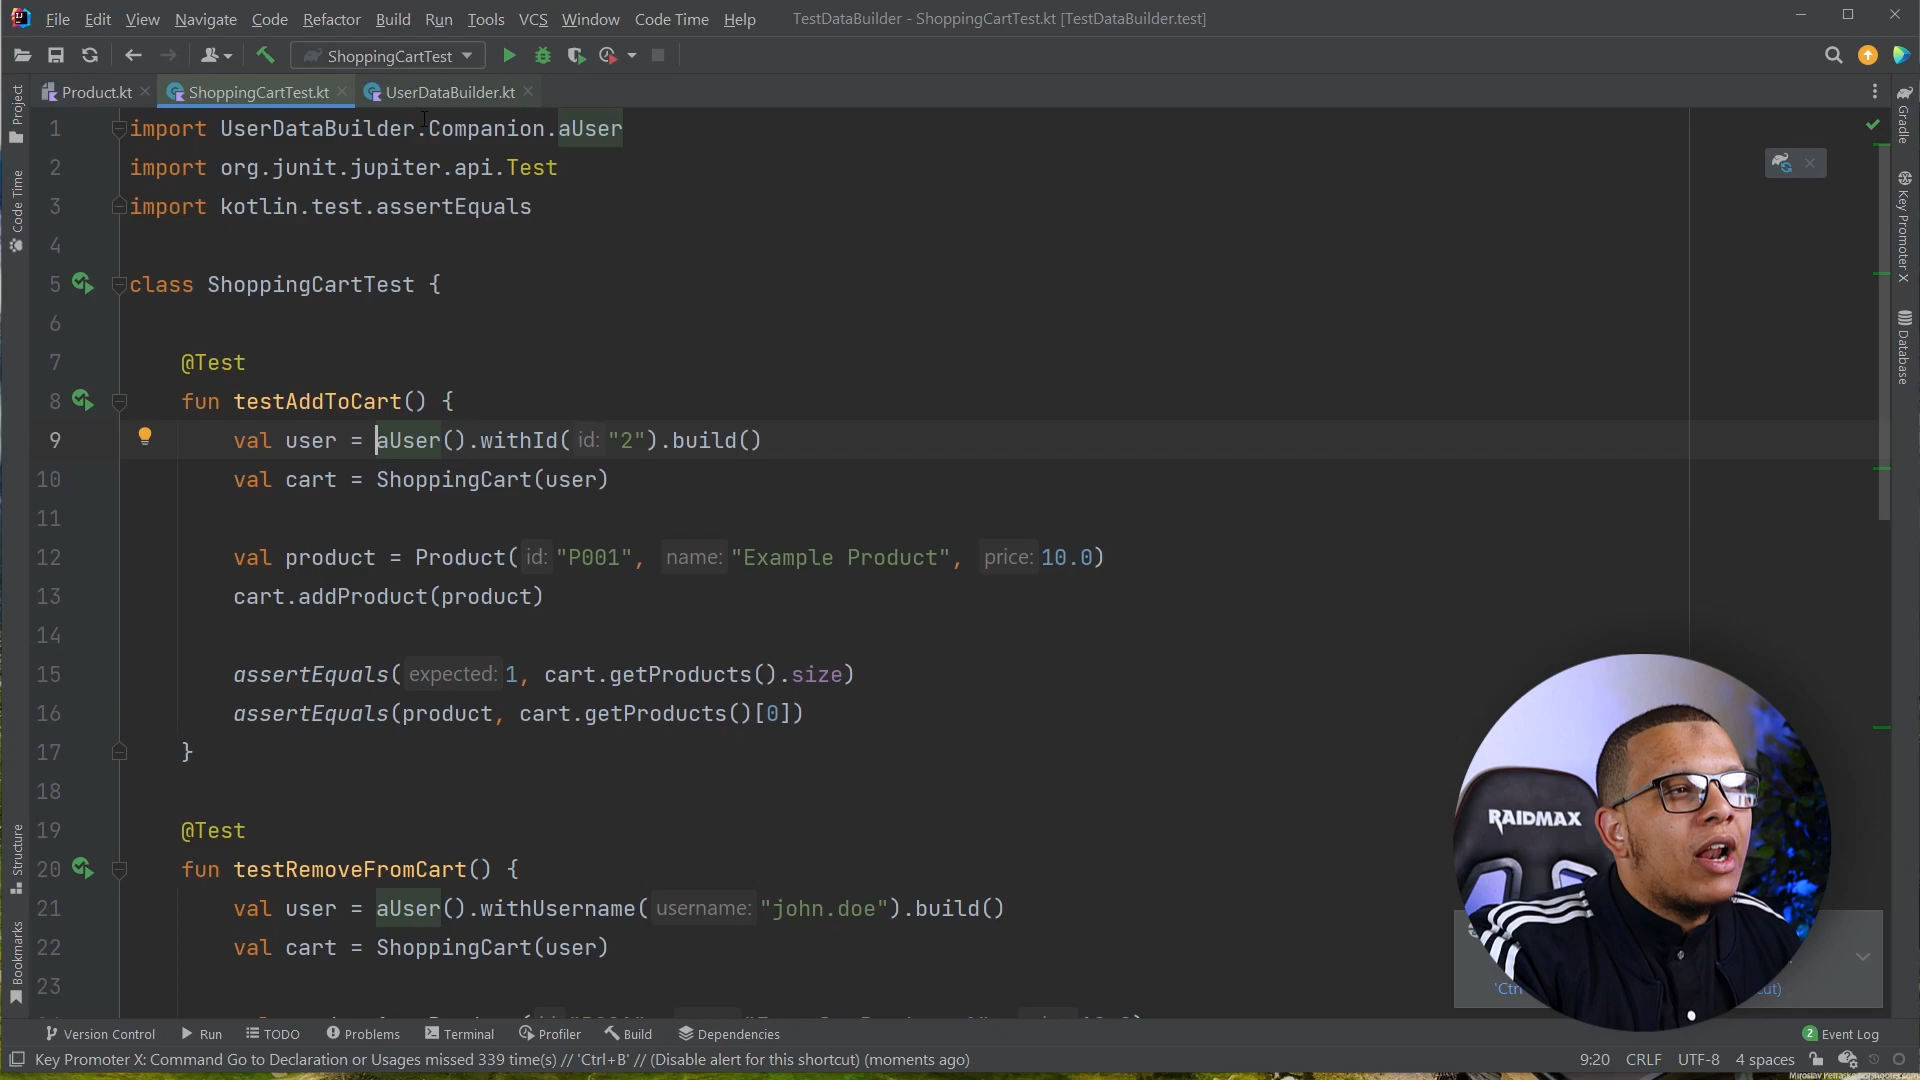 File Edit View Navigate Code Refactor Build Run Tools VCS Window Code Time Help TestDataBuilder - ShoppingCartTest.kt [TestDataBuilder.test]
ShoppingCartTest
Product.kt ShoppingCartTest.kt UserDataBuilder.kt
1 import UserDataBuilder.Companion.aUser
2 import org.junit.jupiter.api.Test
3 import kotlin.test.assertEquals
4
5 class ShoppingCartTest {
6
7 @Test
8 fun testAddToCart() {
9 val user = aUser().withId( id: "2").build()
10 val cart = ShoppingCart(user)
11
12 val product = Product( id: "P001", name: "Example Product", price: 10.0)
13 cart.addProduct(product)
14
15 assertEquals( expected: 1, cart.getProducts().size)
16 assertEquals(product, cart.getProducts()[0])
17 }
18
19 @Test
20 fun testRemoveFromCart() {
21 val user = aUser().withUsername( username: "john.doe").build()
22 val cart = ShoppingCart(user)
23
Project
Code Time
Structure
Bookmarks
Gradle
Key Promoter X
Database
RAIDMAX
'Ctr
Version Control Run TODO Problems Terminal Profiler Build Dependencies 2 Event Log
Key Promoter X: Command Go to Declaration or Usages missed 339 time(s) // 'Ctrl+B' // (Disable alert for this shortcut) (moments ago) 9:20 CRLF UTF-8 4 spaces